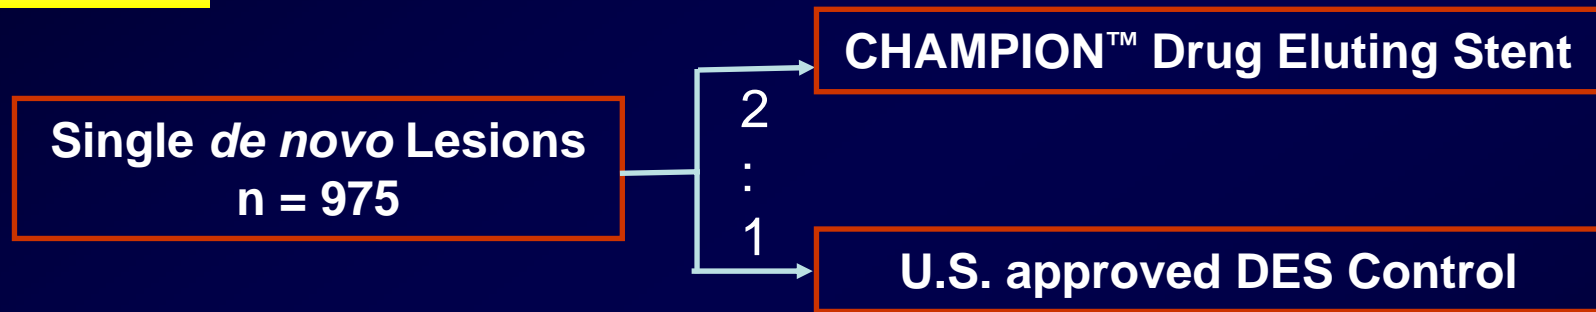 CHAMPION™ Drug Eluting Stent
Single de novo Lesions
n = 975
2
:
1
U.S. approved DES Control